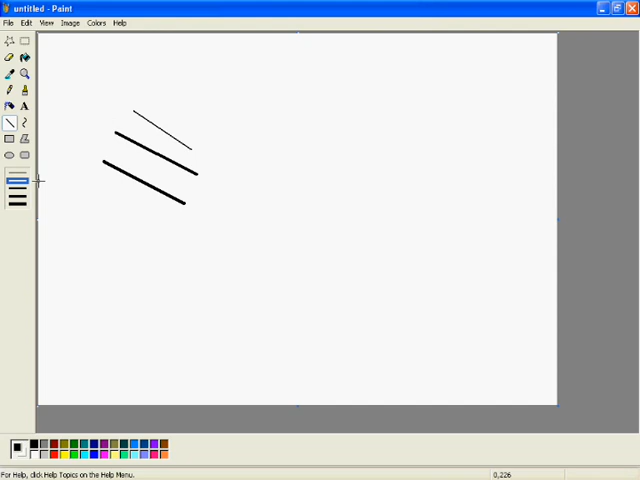 untitled - Paint
File Edit View Image Colors Help
A
For Help, click Help Topics on the Help Menu.
0,226